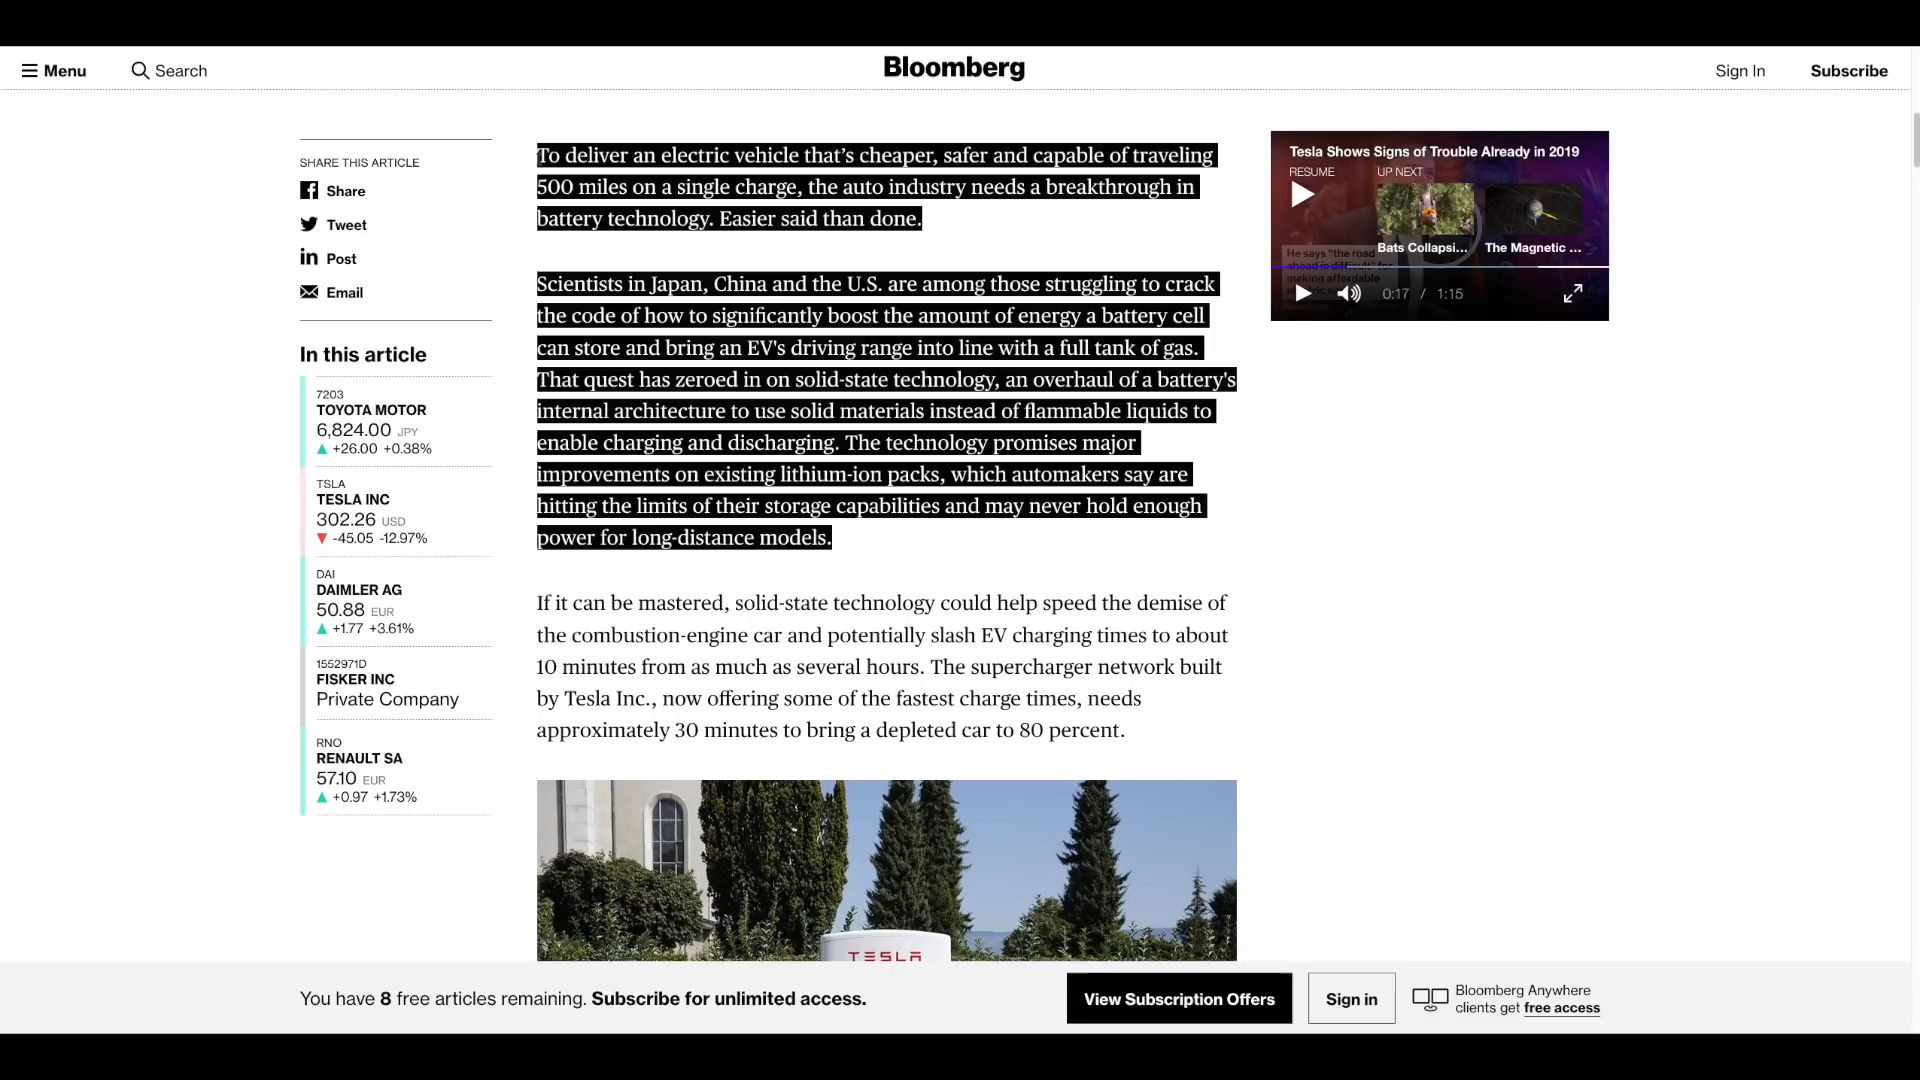 Menu
Search
Bloomberg
Sign In
Subscribe
SHARE THIS ARTICLE
Share
Tweet
Post
Email
In this article
7203
TOYOTA MOTOR
6,824.00 JPY
+26.00 +0.38%
TSLA
TESLA INC
302.26 USD
-45.05 -12.97%
DAI
DAIMLER AG
50.88 EUR
+1.77 +3.61%
1552971D
FISKER INC
Private Company
RNO
RENAULT SA
57.10 EUR
+0.97 +1.73%
To deliver an electric vehicle that’s cheaper, safer and capable of traveling
500 miles on a single charge, the auto industry needs a breakthrough in
battery technology. Easier said than done.
Scientists in Japan, China and the U.S. are among those struggling to crack
the code of how to significantly boost the amount of energy a battery cell
can store and bring an EV's driving range into line with a full tank of gas.
That quest has zeroed in on solid-state technology, an overhaul of a battery's
internal architecture to use solid materials instead of flammable liquids to
enable charging and discharging. The technology promises major
improvements on existing lithium-ion packs, which automakers say are
hitting the limits of their storage capabilities and may never hold enough
power for long-distance models.
If it can be mastered, solid-state technology could help speed the demise of
the combustion-engine car and potentially slash EV charging times to about
10 minutes from as much as several hours. The supercharger network built
by Tesla Inc., now offering some of the fastest charge times, needs
approximately 30 minutes to bring a depleted car to 80 percent.
TESLA
Tesla Shows Signs of Trouble Already in 2019
RESUME
UP NEXT
Bats Collapsi...
The Magnetic ...
He says "the road
ahead is difficult" for
making affordable
0:17 / 1:15
You have 8 free articles remaining. Subscribe for unlimited access.
View Subscription Offers
Sign in
Bloomberg Anywhere
clients get free access